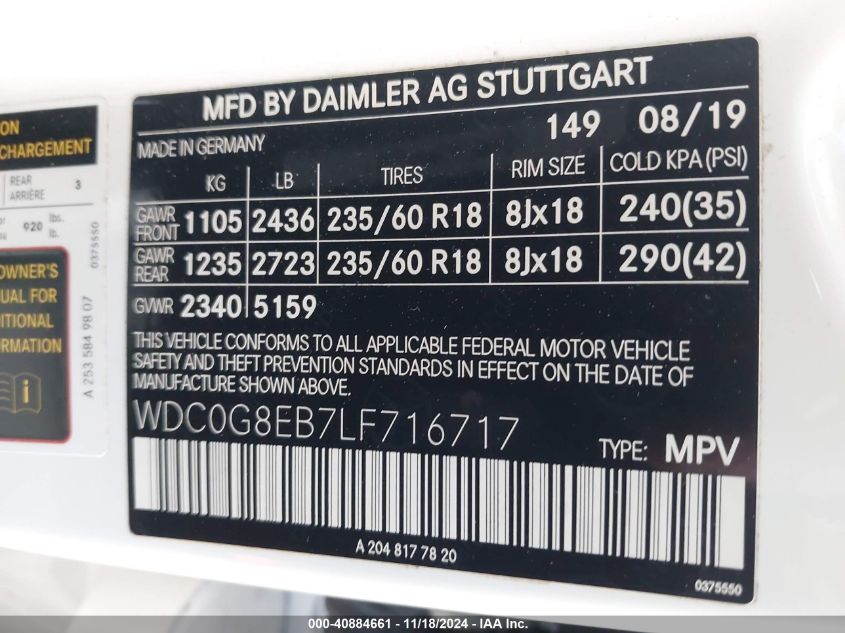 ON
CHARGEMENT
REAR
ARRIÈRE 3
920 lbs.
lb.
0375550
OWNER'S
UAL FOR
DITIONAL
ORMATION
A 253 584 98 07
MFD BY DAIMLER AG STUTTGART
149 08/19
MADE IN GERMANY
KG LB TIRES RIM SIZE COLD KPA (PSI)
GAWR FRONT 1105 2436 235/60 R18 8Jx18 240(35)
GAWR REAR 1235 2723 235/60 R18 8Jx18 290(42)
GVWR 2340 5159
THIS VEHICLE CONFORMS TO ALL APPLICABLE FEDERAL MOTOR VEHICLE
SAFETY AND THEFT PREVENTION STANDARDS IN EFFECT ON THE DATE OF
MANUFACTURE SHOWN ABOVE.
WDC0G8EB7LF716717
TYPE: MPV
A 204 817 78 20
0375550
000-40884661 - 11/18/2024 - IAA Inc.